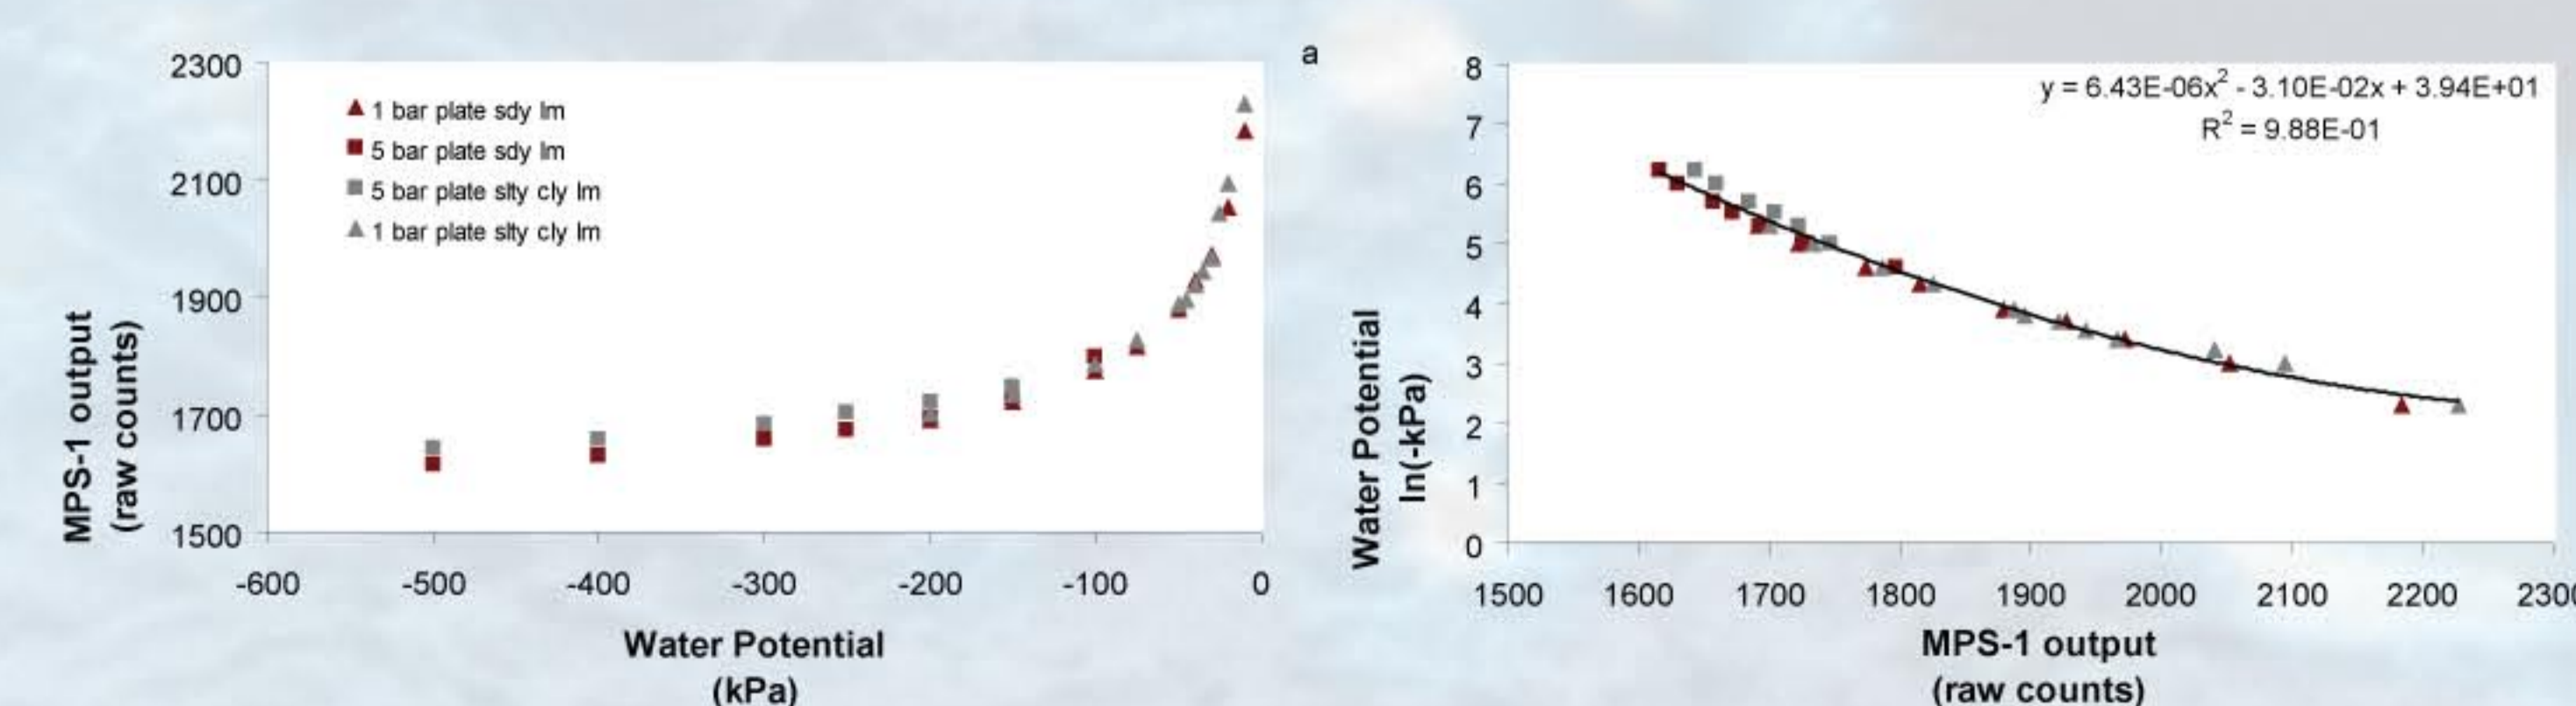 2300
2100
1900
1700
1500
-600 -500 -400 -300 -200 -100 0
MPS-1 output
(raw counts)
Water Potential
(kPa)
1 bar plate sdy lm
5 bar plate sdy lm
5 bar plate slty cly lm
1 bar plate slty cly lm
a
8
7
6
5
4
3
2
1
0
1500 1600 1700 1800 1900 2000 2100 2200 230
Water Potential
ln(-kPa)
MPS-1 output
(raw counts)
y = 6.43E-06x² - 3.10E-02x + 3.94E+01
R² = 9.88E-01